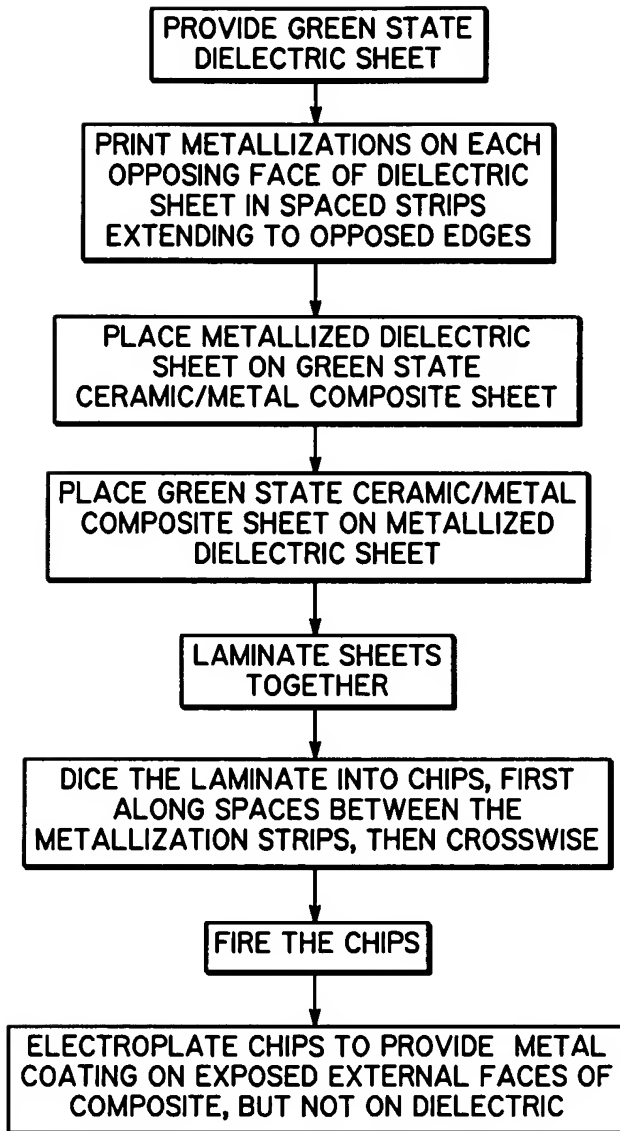 PROVIDE GREEN STATE
DIELECTRIC SHEET
PRINT METALLIZATIONS ON EACH
OPPOSING FACE OF DIELECTRIC
SHEET IN SPACED STRIPS
EXTENDING TO OPPOSED EDGES
PLACE METALLIZED DIELECTRIC
SHEET ON GREEN STATE
CERAMIC/METAL COMPOSITE SHEET
PLACE GREEN STATE CERAMIC/METAL
COMPOSITE SHEET ON METALLIZED
DIELECTRIC SHEET
LAMINATE SHEETS
TOGETHER
DICE THE LAMINATE INTO CHIPS, FIRST
ALONG SPACES BETWEEN THE
METALLIZATION STRIPS, THEN CROSSWISE
FIRE THE CHIPS
ELECTROPLATE CHIPS TO PROVIDE METAL
COATING ON EXPOSED EXTERNAL FACES OF
COMPOSITE, BUT NOT ON DIELECTRIC